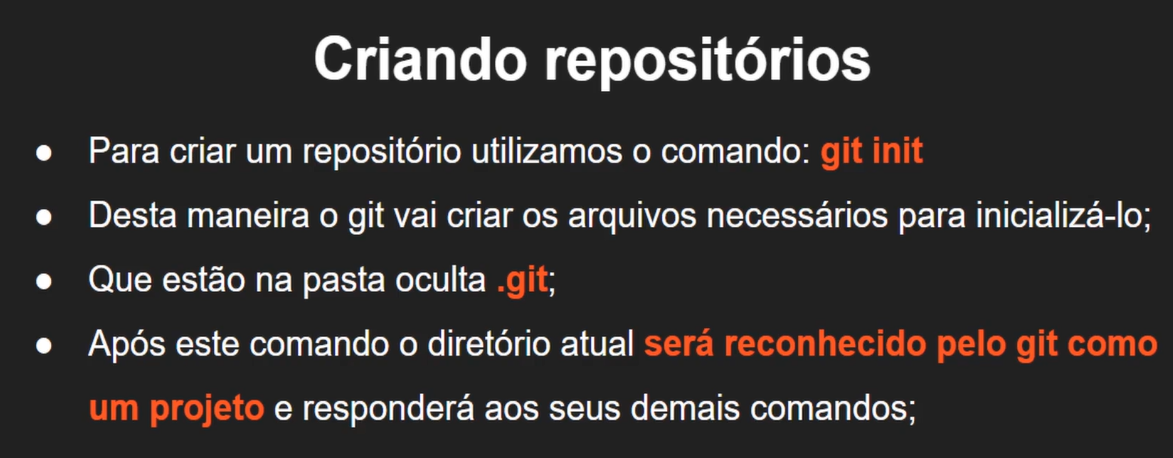 Criando repositórios
● Para criar um repositório utilizamos o comando: git init
● Desta maneira o git vai criar os arquivos necessários para inicializá-lo;
● Que estão na pasta oculta .git;
● Após este comando o diretório atual será reconhecido pelo git como
um projeto e responderá aos seus demais comandos;